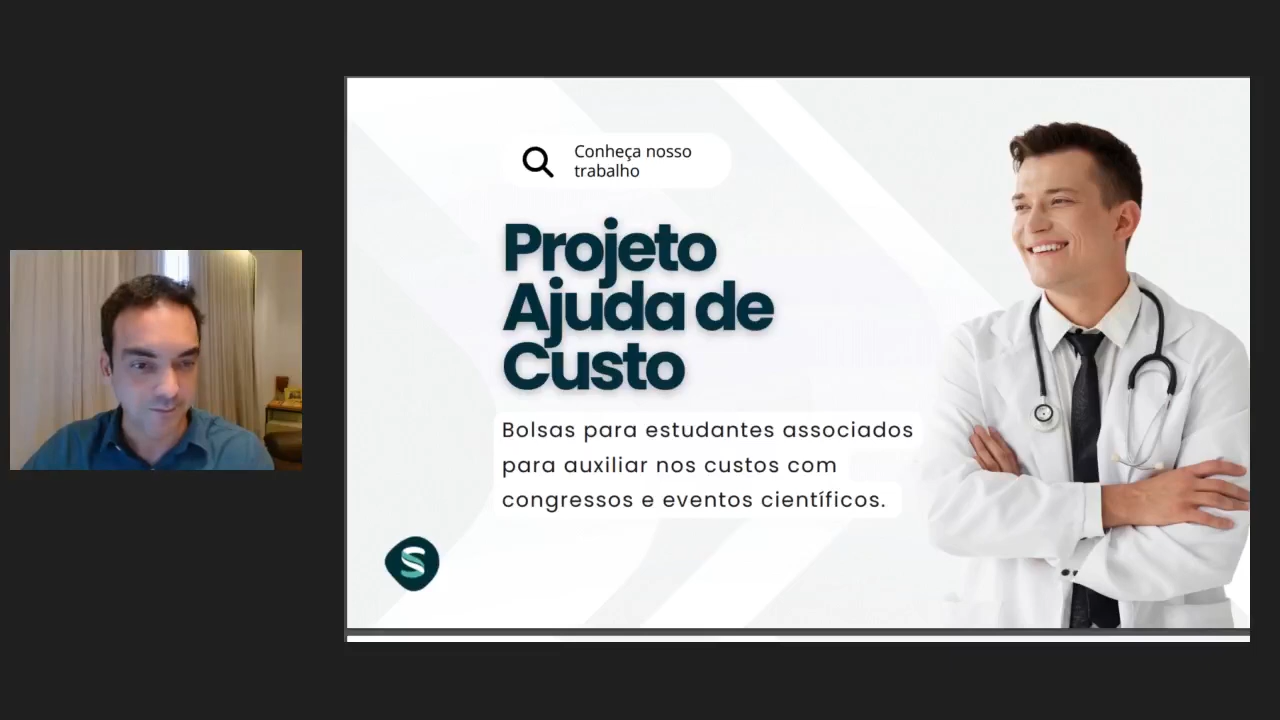 Conheça nosso
trabalho
Projeto
Ajuda de
Custo
Bolsas para estudantes associados
para auxiliar nos custos com
congressos e eventos científicos.